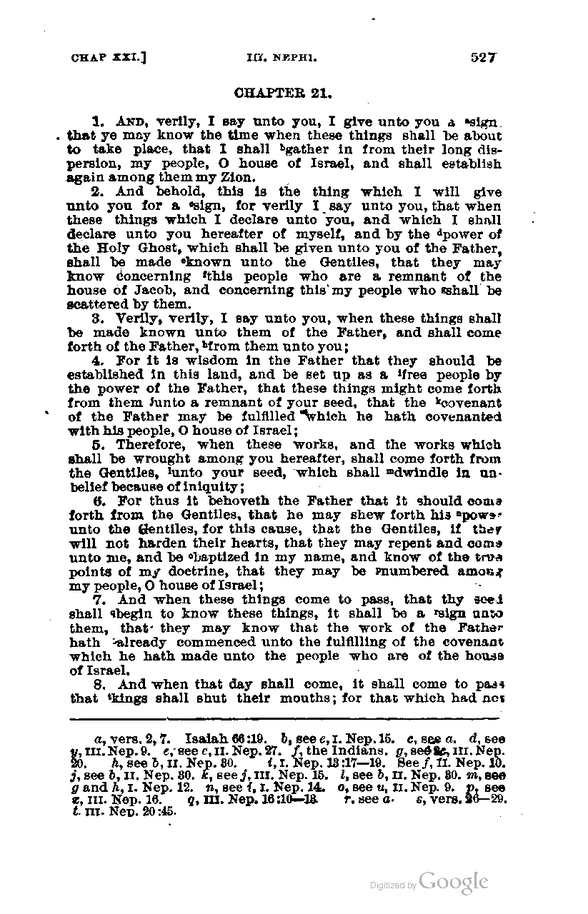 CHAP XXI.] III. NEPHI. 527
CHAPTER 21.
1. AND, verily, I say unto you, I give unto you a ᵃsign.
that ye may know the time when these things shall be about
to take place, that I shall ᵇgather in from their long dis-
persion, my people, O house of Israel, and shall establish
again among them my Zion.
2. And behold, this is the thing which I will give
unto you for a ᶜsign, for verily I say unto you, that when
these things which I declare unto you, and which I shall
declare unto you hereafter of myself, and by the ᵈpower of
the Holy Ghost, which shall be given unto you of the Father,
shall be made ᵉknown unto the Gentiles, that they may
know concerning ᶠthis people who are a remnant of the
house of Jacob, and concerning this my people who ᵍshall be
scattered by them.
3. Verily, verily, I say unto you, when these things shall
be made known unto them of the Father, and shall come
forth of the Father, ʰfrom them unto you;
4. For it is wisdom in the Father that they should be
established in this land, and be set up as a ⁱfree people by
the power of the Father, that these things might come forth
from them ʲunto a remnant of your seed, that the ᵏcovenant
of the Father may be fulfilled which he hath covenanted
with his people, O house of Israel;
5. Therefore, when these works, and the works which
shall be wrought among you hereafter, shall come forth from
the Gentiles, ˡunto your seed, which shall ᵐdwindle in un-
belief because of iniquity;
6. For thus it behoveth the Father that it should come
forth from the Gentiles, that he may shew forth his ⁿpower
unto the Gentiles, for this cause, that the Gentiles, if they
will not harden their hearts, that they may repent and come
unto me, and be ᵒbaptized in my name, and know of the true
points of my doctrine, that they may be ᵖnumbered among
my people, O house of Israel;
7. And when these things come to pass, that thy seed
shall qbegin to know these things, it shall be a ʳsign unto
them, that they may know that the work of the Father
hath already commenced unto the fulfilling of the covenant
which he hath made unto the people who are of the house
of Israel.
8. And when that day shall come, it shall come to pass
that ᵗkings shall shut their mouths; for that which had not
a, vers. 2, 7. Isaiah 66:19. b, see e, I. Nep. 15. c, see a. d, see
y, III. Nep. 9. e, see c, II. Nep. 27. f, the Indians. g, see 2c, III. Nep.
20. h, see b, II. Nep. 30. i, I. Nep. 13:17—19. See f, II. Nep. 10.
j, see b, II. Nep. 30. k, see j, III. Nep. 15. l, see b, II. Nep. 30. m, see
g and h, I. Nep. 12. n, see i, I. Nep. 14. o, see u, II. Nep. 9. p, see
z, III. Nep. 16. q, III. Nep. 16:10—13. r, see a. s, vers. 26—29.
t, III. Nep. 20:45.
Digitized by Google